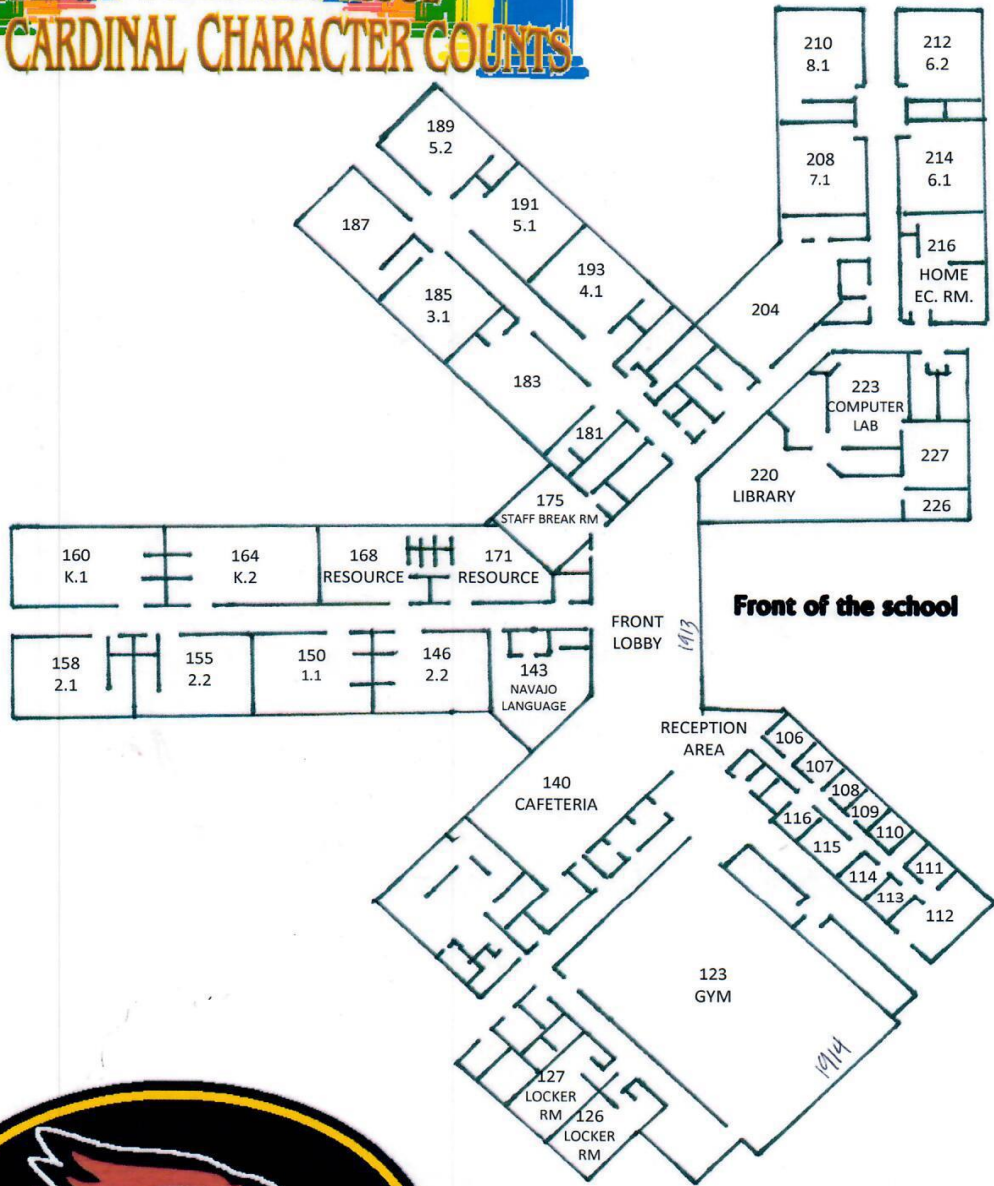 CARDINAL CHARACTER COUNTS
210
8.1
212
6.2
189
5.2
208
7.1
214
6.1
191
5.1
187
216
HOME
EC. RM.
193
4.1
185
3.1
204
183
223
COMPUTER
LAB
181
227
220
LIBRARY
175
STAFF BREAK RM
226
160
K.1
164
K.2
168
RESOURCE
171
RESOURCE
Front of the school
FRONT
LOBBY
1913
158
2.1
155
2.2
150
1.1
146
2.2
143
NAVAJO
LANGUAGE
RECEPTION
AREA
106
107
108
109
110
111
112
116
115
114
113
140
CAFETERIA
123
GYM
1914
127
LOCKER
RM
126
LOCKER
RM